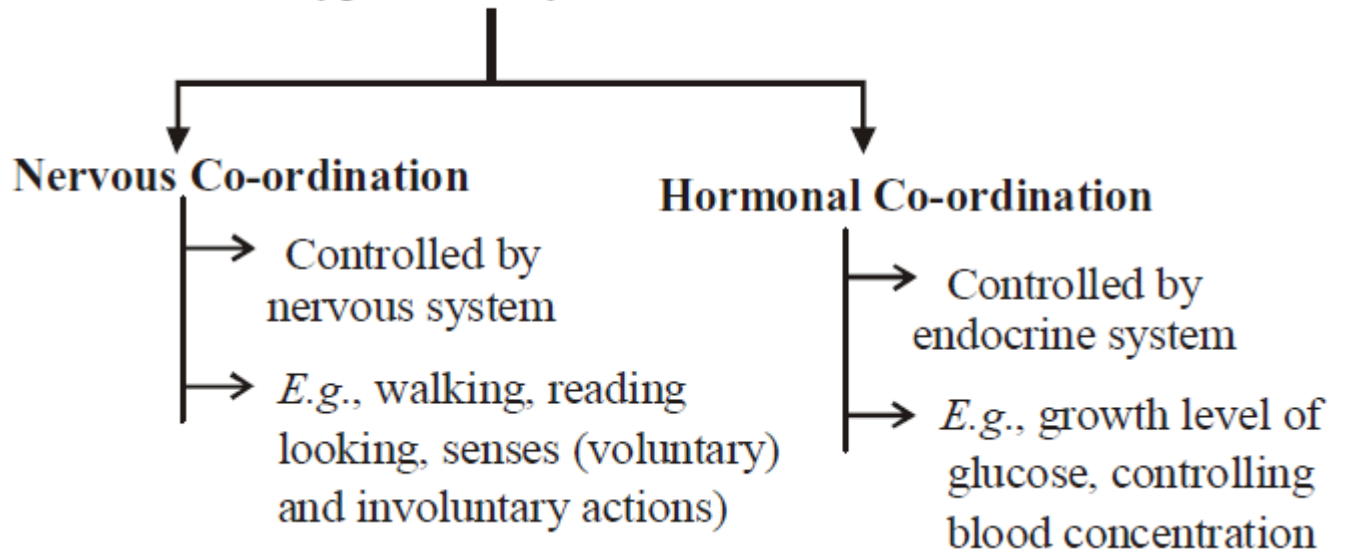 Nervous Co-ordination
Controlled by
nervous system
E.g., walking, reading
looking, senses (voluntary)
and involuntary actions)
Hormonal Co-ordination
Controlled by
endocrine system
E.g., growth level of
glucose, controlling
blood concentration